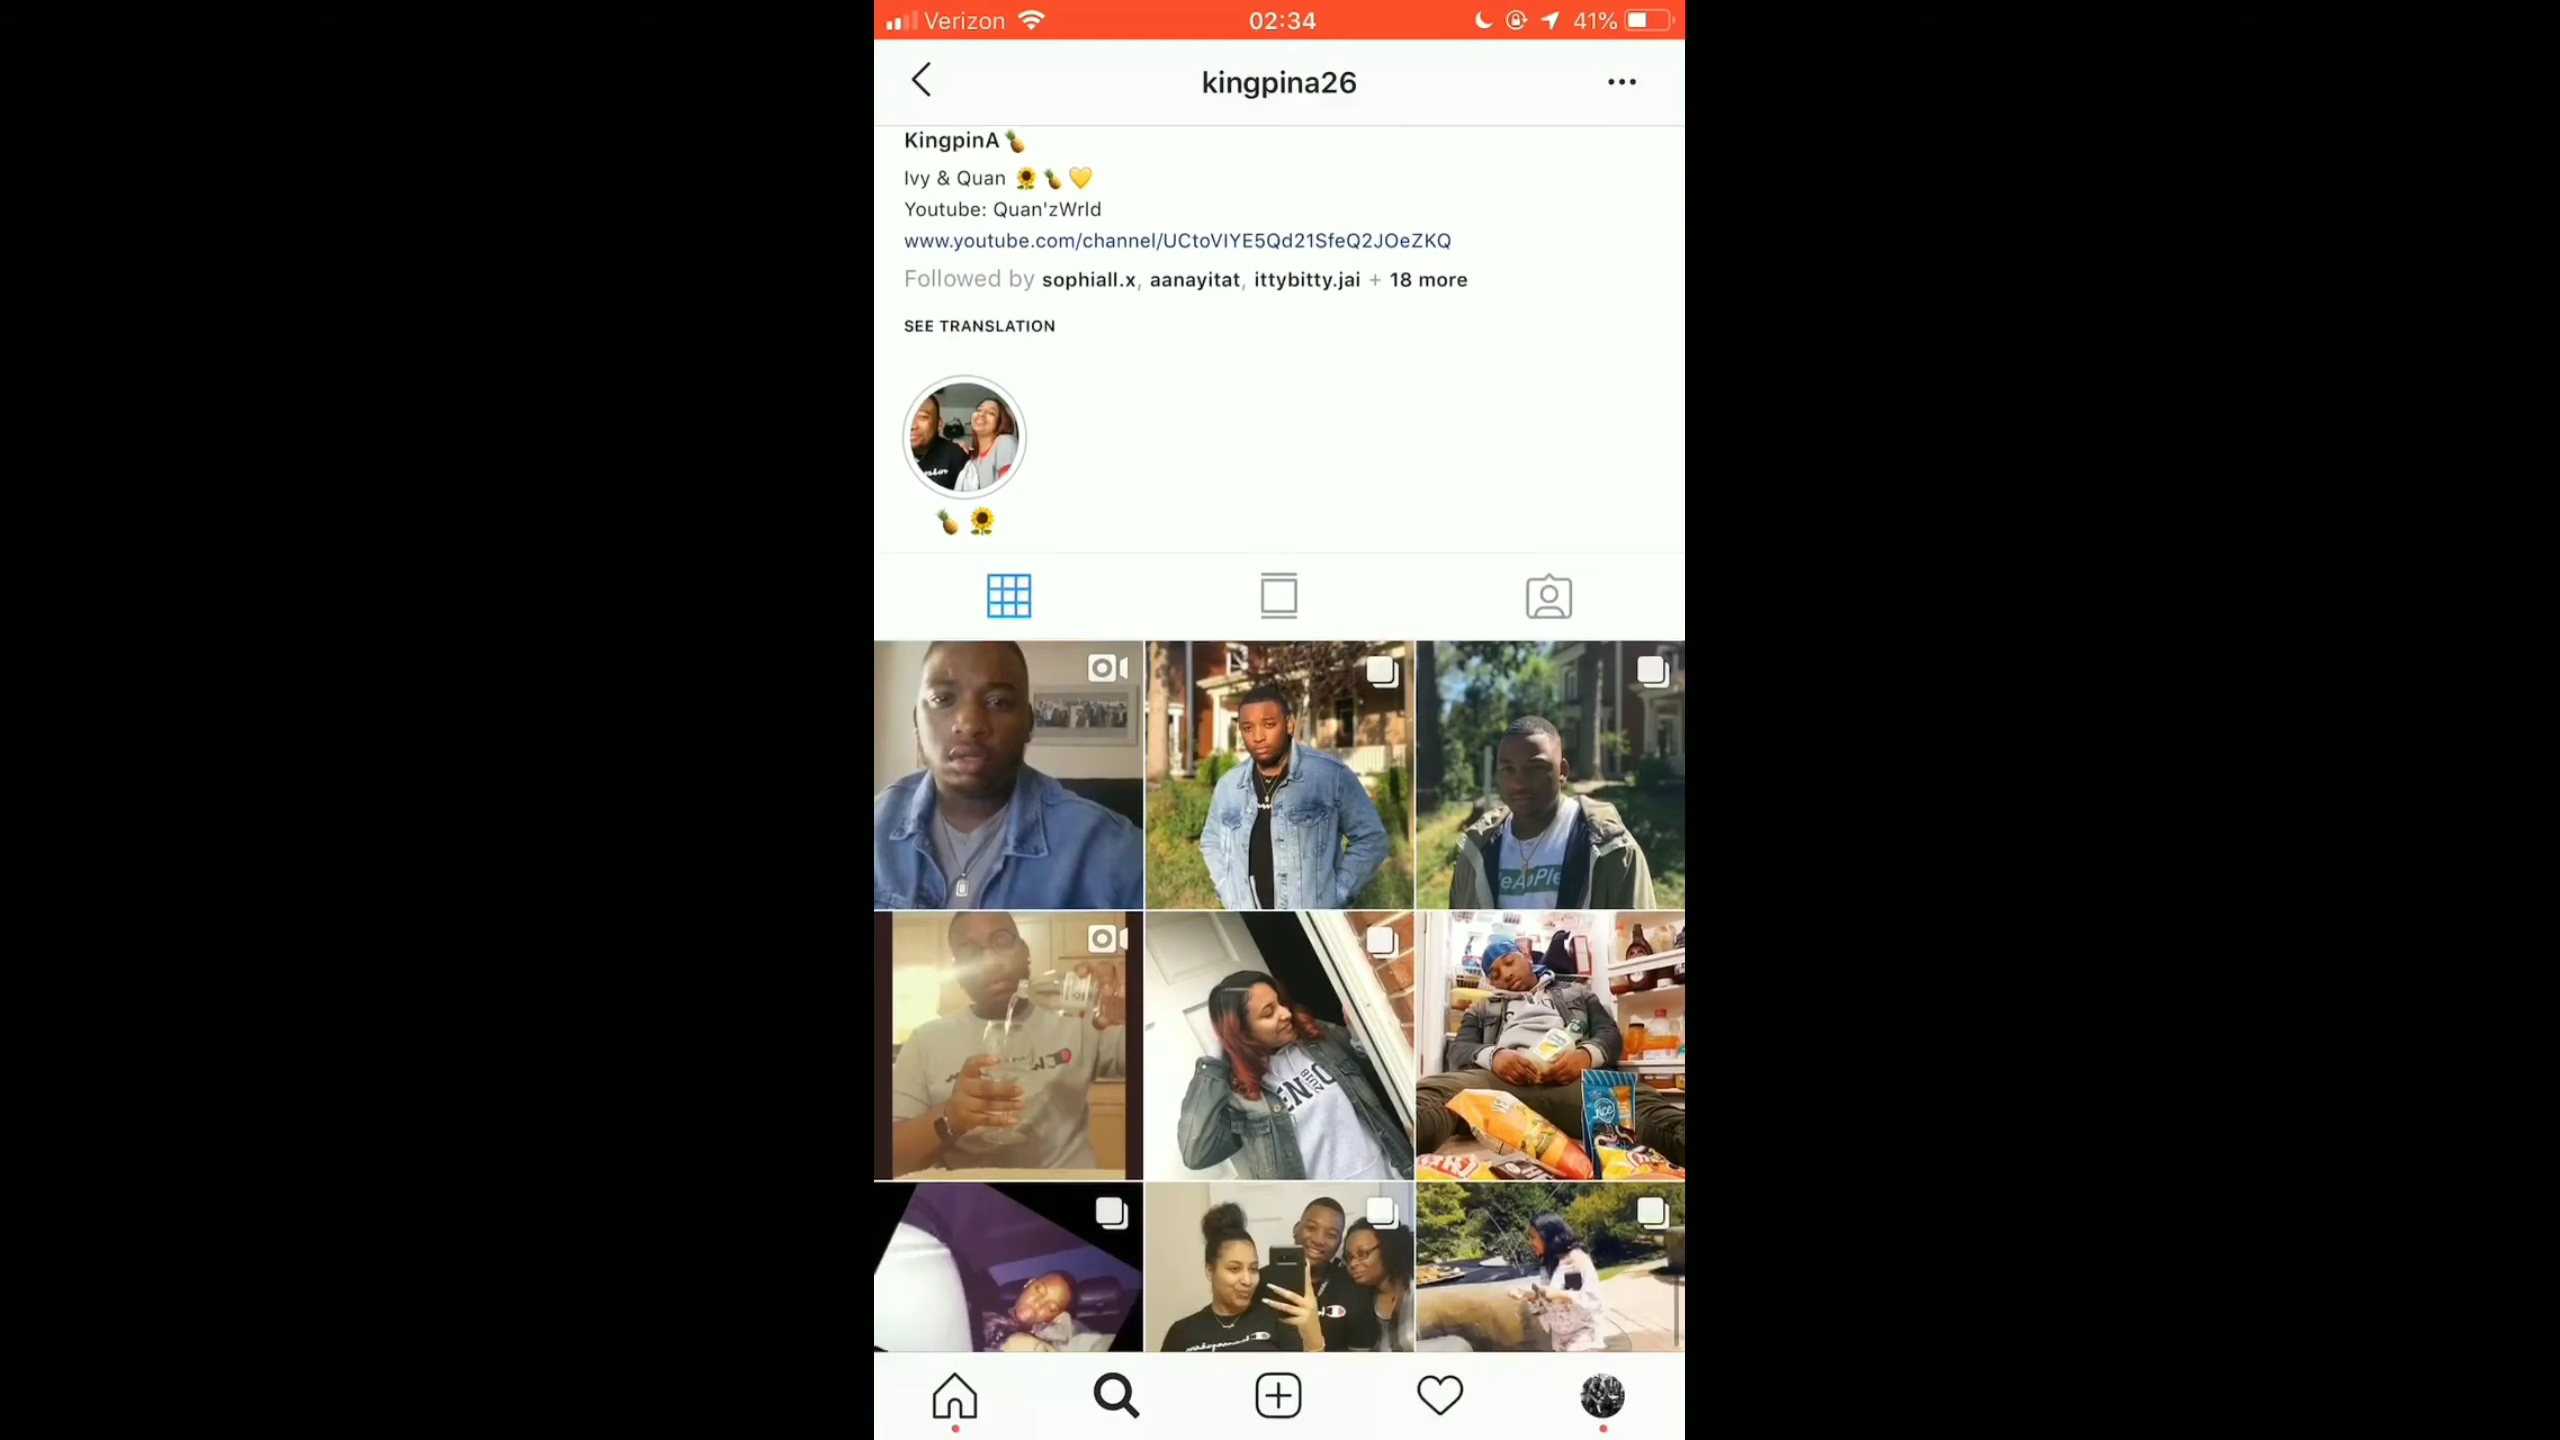 Verizon 02:34 41%
kingpina26
KingpinA🍍
Ivy & Quan 🌻🍍💛
Youtube: Quan'zWrld
www.youtube.com/channel/UCtoVIYE5Qd21SfeQ2JOeZKQ
Followed by sophiall.x, aanayitat, ittybitty.jai + 18 more
SEE TRANSLATION
🍍🌻
2018